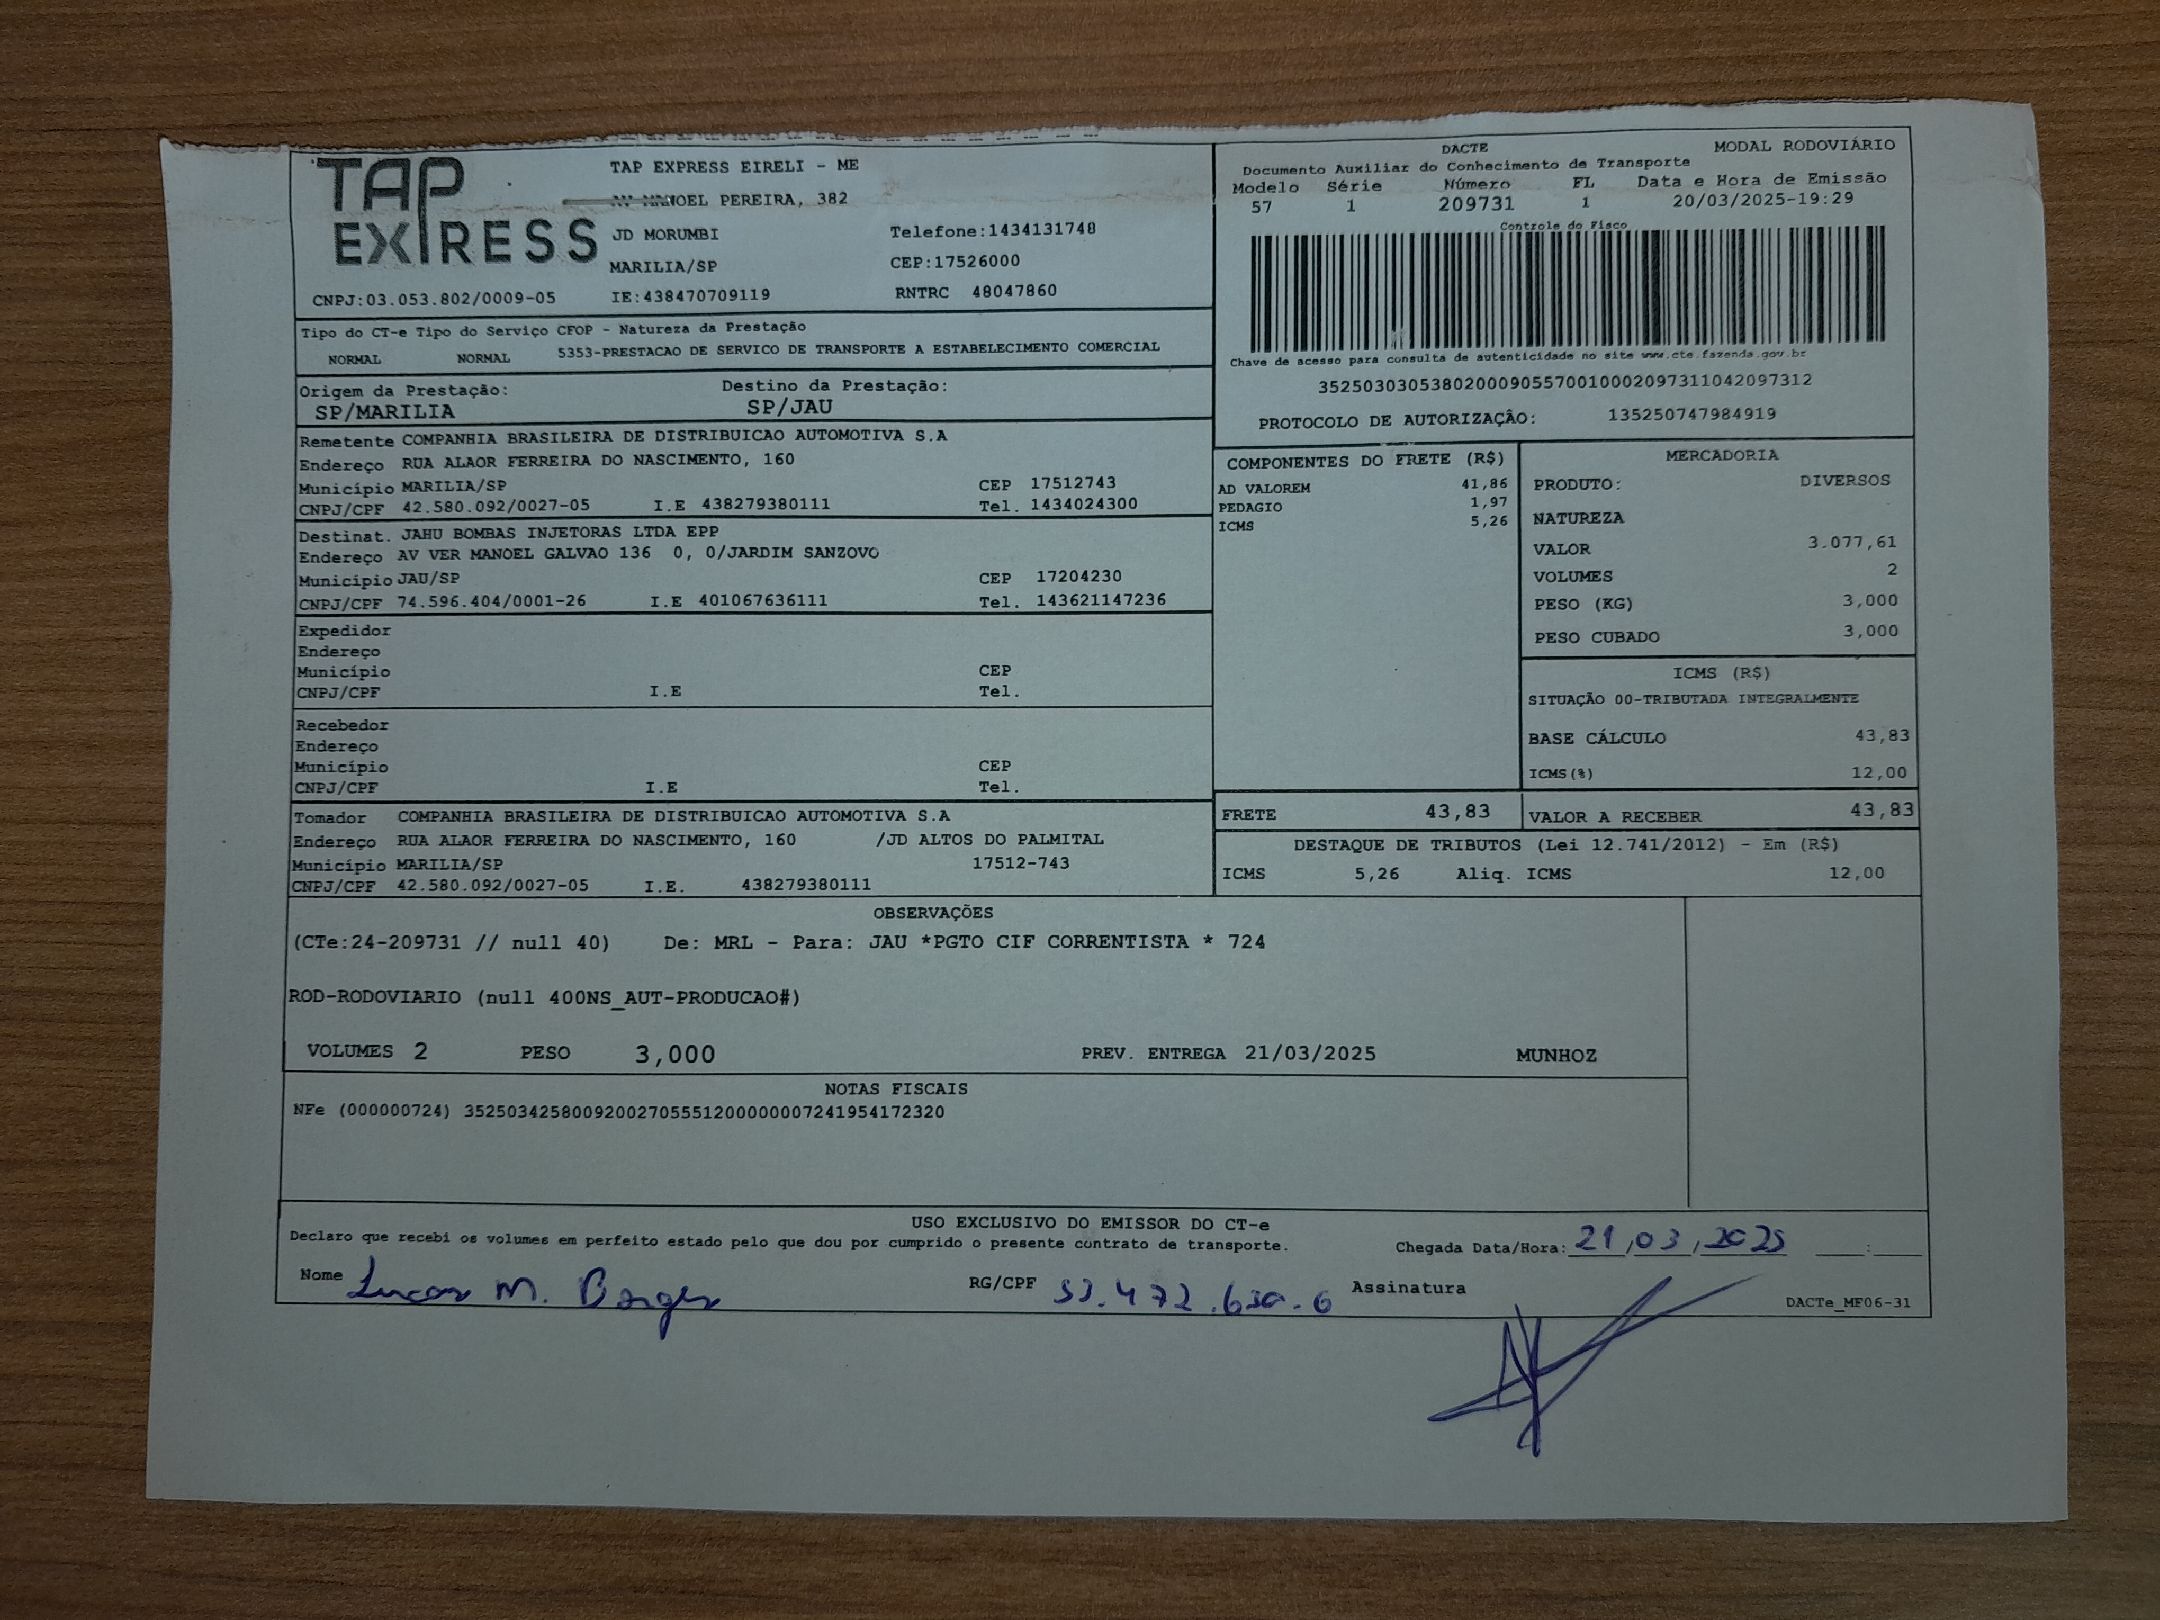 TAP EXPRESS
TAP EXPRESS EIRELI - ME
AV MANOEL PEREIRA, 382
JD MORUMBI Telefone:1434131748
MARILIA/SP CEP:17526000
CNPJ:03.053.802/0009-05 IE:438470709119 RNTRC 48047860
DACTE MODAL RODOVIÁRIO
Documento Auxiliar do Conhecimento de Transporte
Modelo Série Número FL Data e Hora de Emissão
57 1 209731 1 20/03/2025-19:29
Controle do Fisco
Chave de acesso para consulta de autenticidade no site www.cte.fazenda.gov.br
35250303053802000905570010002097311042097312
PROTOCOLO DE AUTORIZAÇÃO: 135250747984919
Tipo do CT-e Tipo do Serviço CFOP - Natureza da Prestação
NORMAL NORMAL 5353-PRESTACAO DE SERVICO DE TRANSPORTE A ESTABELECIMENTO COMERCIAL
Origem da Prestação: Destino da Prestação:
SP/MARILIA SP/JAU
Remetente COMPANHIA BRASILEIRA DE DISTRIBUICAO AUTOMOTIVA S.A
Endereço RUA ALAOR FERREIRA DO NASCIMENTO, 160
Município MARILIA/SP CEP 17512743
CNPJ/CPF 42.580.092/0027-05 I.E 438279380111 Tel. 1434024300
Destinat. JAHU BOMBAS INJETORAS LTDA EPP
Endereço AV VER MANOEL GALVAO 136 0, 0/JARDIM SANZOVO
Município JAU/SP CEP 17204230
CNPJ/CPF 74.596.404/0001-26 I.E 401067636111 Tel. 143621147236
Expedidor
Endereço
Município CEP
CNPJ/CPF I.E Tel.
Recebedor
Endereço
Município CEP
CNPJ/CPF I.E Tel.
Tomador COMPANHIA BRASILEIRA DE DISTRIBUICAO AUTOMOTIVA S.A
Endereço RUA ALAOR FERREIRA DO NASCIMENTO, 160 /JD ALTOS DO PALMITAL
Município MARILIA/SP 17512-743
CNPJ/CPF 42.580.092/0027-05 I.E. 438279380111
COMPONENTES DO FRETE (R$)
AD VALOREM 41,86
PEDAGIO 1,97
ICMS 5,26
MERCADORIA
PRODUTO: DIVERSOS
NATUREZA
VALOR 3.077,61
VOLUMES 2
PESO (KG) 3,000
PESO CUBADO 3,000
ICMS (R$)
SITUAÇÃO 00-TRIBUTADA INTEGRALMENTE
BASE CÁLCULO 43,83
ICMS(%) 12,00
FRETE 43,83 VALOR A RECEBER 43,83
DESTAQUE DE TRIBUTOS (Lei 12.741/2012) - Em (R$)
ICMS 5,26 Aliq. ICMS 12,00
OBSERVAÇÕES
(CTe:24-209731 // null 40) De: MRL - Para: JAU *PGTO CIF CORRENTISTA * 724
ROD-RODOVIARIO (null 400NS_AUT-PRODUCAO#)
VOLUMES 2 PESO 3,000 PREV. ENTREGA 21/03/2025 MUNHOZ
NOTAS FISCAIS
NFe (000000724) 35250342580092002705551200000007241954172320
USO EXCLUSIVO DO EMISSOR DO CT-e
Declaro que recebi os volumes em perfeito estado pelo que dou por cumprido o presente contrato de transporte. Chegada Data/Hora: 21,03,2025 :
Nome Lucas M. Borges RG/CPF 53.472.630-6 Assinatura
DACTe_MF06-31